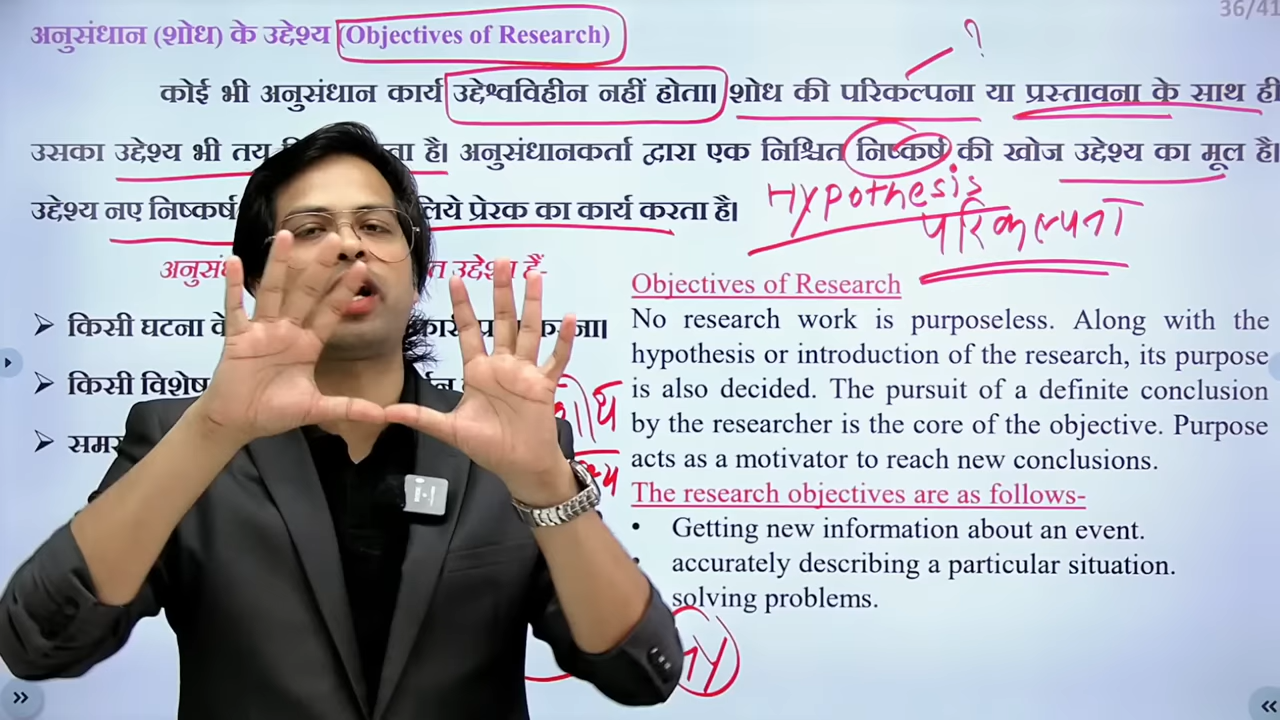 36/41
अनुसंधान (शोध) के उद्देश्य (Objectives of Research)
कोई भी अनुसंधान कार्य उद्देश्वविहीन नहीं होता। शोध की परिकल्पना या प्रस्तावना के साथ ही
?
उसका उद्देश्य भी तय है। अनुसंधानकर्ता द्वारा एक निश्चित निष्कर्ष की खोज उद्देश्य का मूल है।
Hypothesis
उद्देश्य नए निष्कर्ष लिये प्रेरक का कार्य करता है।
परिकल्पना
उद्देश्य हैं-
किसी घटना
किसी विशेष
Objectives of Research
No research work is purposeless. Along with the
hypothesis or introduction of the research, its purpose
is also decided. The pursuit of a definite conclusion
by the researcher is the core of the objective. Purpose
acts as a motivator to reach new conclusions.
The research objectives are as follows-
• Getting new information about an event.
accurately describing a particular situation.
solving problems.